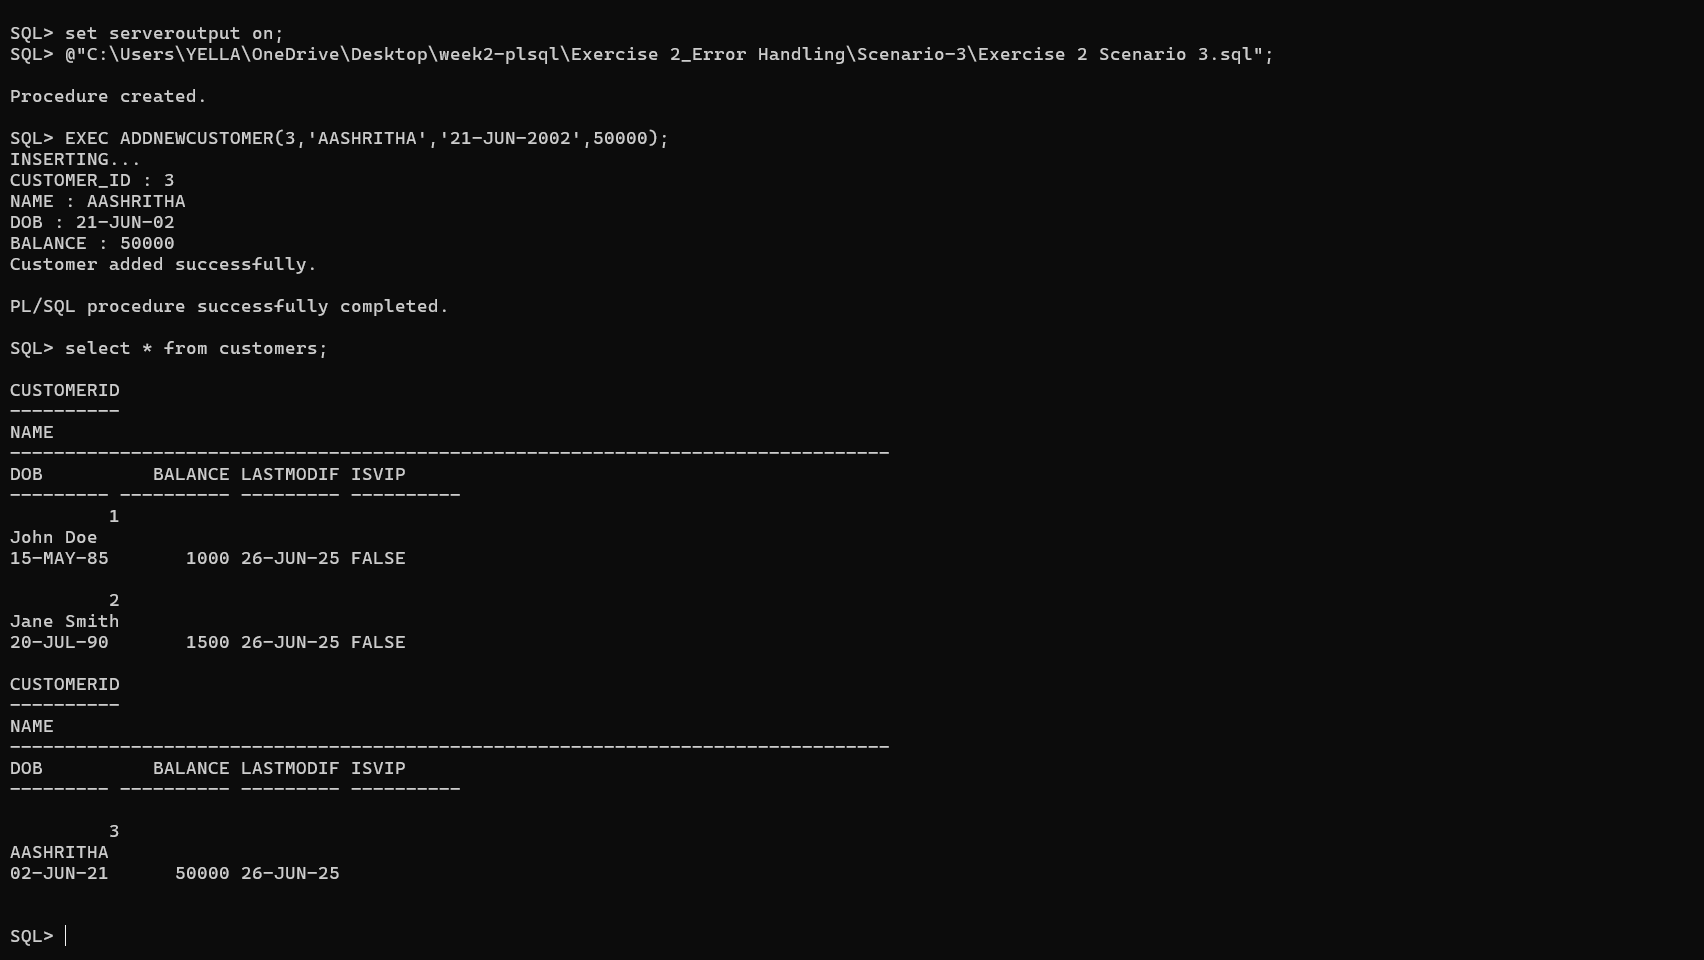 SQL> set serveroutput on;
SQL> @"C:\Users\YELLA\OneDrive\Desktop\week2-plsql\Exercise 2_Error Handling\Scenario-3\Exercise 2 Scenario 3.sql";
Procedure created.
SQL> EXEC ADDNEWCUSTOMER(3,'AASHRITHA','21-JUN-2002',50000);
INSERTING...
CUSTOMER_ID : 3
NAME : AASHRITHA
DOB : 21-JUN-02
BALANCE : 50000
Customer added successfully.
PL/SQL procedure successfully completed.
SQL> select * from customers;
CUSTOMERID
----------
NAME
--------------------------------------------------------------------------------
DOB          BALANCE LASTMODIF ISVIP
--------- ---------- --------- ----------
         1
John Doe
15-MAY-85       1000 26-JUN-25 FALSE
         2
Jane Smith
20-JUL-90       1500 26-JUN-25 FALSE
CUSTOMERID
----------
NAME
--------------------------------------------------------------------------------
DOB          BALANCE LASTMODIF ISVIP
--------- ---------- --------- ----------
         3
AASHRITHA
02-JUN-21      50000 26-JUN-25
SQL>